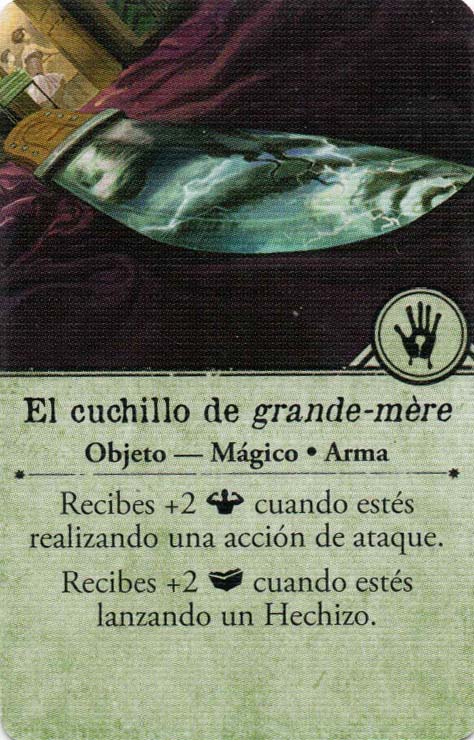 El cuchillo de grande-mère
Objeto — Mágico • Arma
Recibes +2 cuando estés
realizando una acción de ataque.
Recibes +2 cuando estés
lanzando un Hechizo.